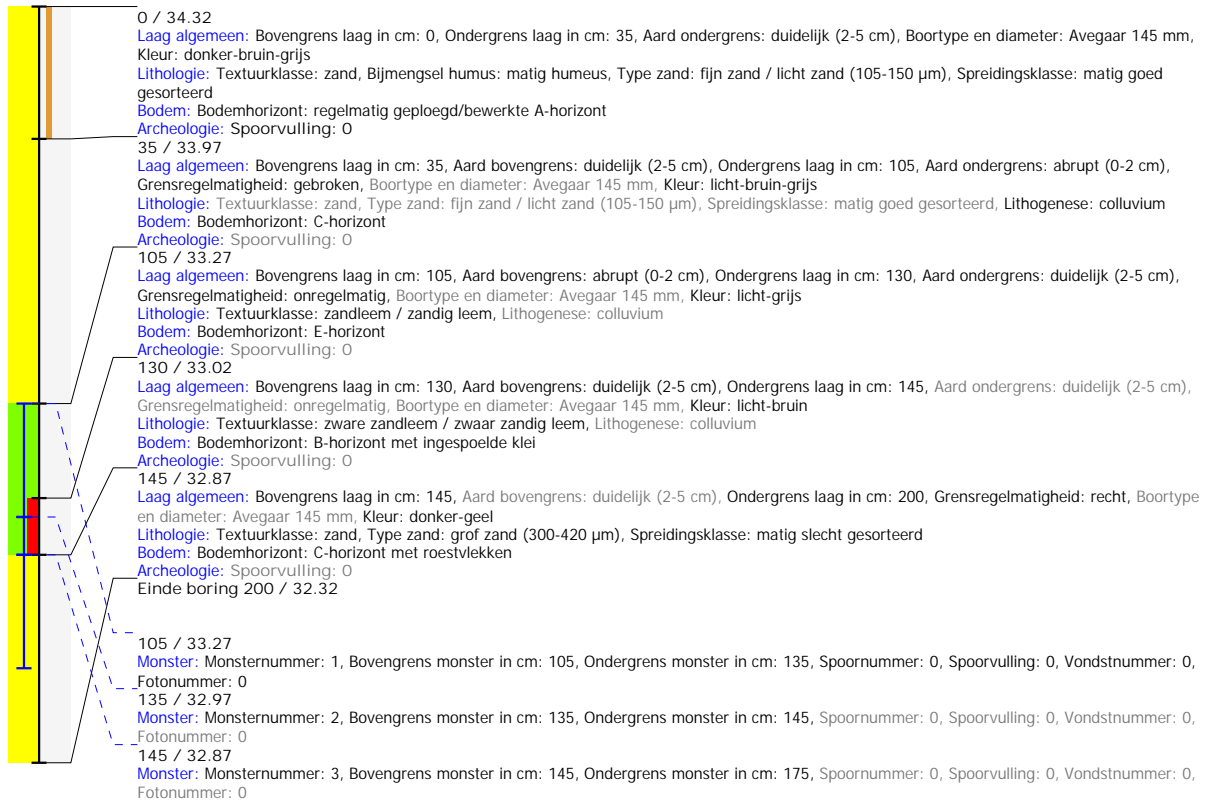 0 / 34.32
Laag algemeen: Bovengrens laag in cm: 0, Ondergrens laag in cm: 35, Aard ondergrens: duidelijk (2-5 cm), Boortype en diameter: Avegaar 145 mm,
Kleur: donker-bruin-grijs
Lithologie: Textuurklasse: zand, Bijmengsel humus: matig humeus, Type zand: fijn zand / licht zand (105-150 µm), Spreidingsklasse: matig goed
gesorteerd
Bodem: Bodemhorizont: regelmatig geploegd/bewerkte A-horizont
Archeologie: Spoorvulling: 0
35 / 33.97
Laag algemeen: Bovengrens laag in cm: 35, Aard bovengrens: duidelijk (2-5 cm), Ondergrens laag in cm: 105, Aard ondergrens: abrupt (0-2 cm),
Grensregelmatigheid: gebroken, Boortype en diameter: Avegaar 145 mm, Kleur: licht-bruin-grijs
Lithologie: Textuurklasse: zand, Type zand: fijn zand / licht zand (105-150 µm), Spreidingsklasse: matig goed gesorteerd, Lithogenese: colluvium
Bodem: Bodemhorizont: C-horizont
Archeologie: Spoorvulling: 0
105 / 33.27
Laag algemeen: Bovengrens laag in cm: 105, Aard bovengrens: abrupt (0-2 cm), Ondergrens laag in cm: 130, Aard ondergrens: duidelijk (2-5 cm),
Grensregelmatigheid: onregelmatig, Boortype en diameter: Avegaar 145 mm, Kleur: licht-grijs
Lithologie: Textuurklasse: zandleem / zandig leem, Lithogenese: colluvium
Bodem: Bodemhorizont: E-horizont
Archeologie: Spoorvulling: 0
130 / 33.02
Laag algemeen: Bovengrens laag in cm: 130, Aard bovengrens: duidelijk (2-5 cm), Ondergrens laag in cm: 145, Aard ondergrens: duidelijk (2-5 cm),
Grensregelmatigheid: onregelmatig, Boortype en diameter: Avegaar 145 mm, Kleur: licht-bruin
Lithologie: Textuurklasse: zware zandleem / zwaar zandig leem, Lithogenese: colluvium
Bodem: Bodemhorizont: B-horizont met ingespoelde klei
Archeologie: Spoorvulling: 0
145 / 32.87
Laag algemeen: Bovengrens laag in cm: 145, Aard bovengrens: duidelijk (2-5 cm), Ondergrens laag in cm: 200, Grensregelmatigheid: recht, Boortype
en diameter: Avegaar 145 mm, Kleur: donker-geel
Lithologie: Textuurklasse: zand, Type zand: grof zand (300-420 µm), Spreidingsklasse: matig slecht gesorteerd
Bodem: Bodemhorizont: C-horizont met roestvlekken
Archeologie: Spoorvulling: 0
Einde boring 200 / 32.32
105 / 33.27
Monster: Monsternummer: 1, Bovengrens monster in cm: 105, Ondergrens monster in cm: 135, Spoornummer: 0, Spoorvulling: 0, Vondstnummer: 0,
Fotonummer: 0
135 / 32.97
Monster: Monsternummer: 2, Bovengrens monster in cm: 135, Ondergrens monster in cm: 145, Spoornummer: 0, Spoorvulling: 0, Vondstnummer: 0,
Fotonummer: 0
145 / 32.87
Monster: Monsternummer: 3, Bovengrens monster in cm: 145, Ondergrens monster in cm: 175, Spoornummer: 0, Spoorvulling: 0, Vondstnummer: 0,
Fotonummer: 0